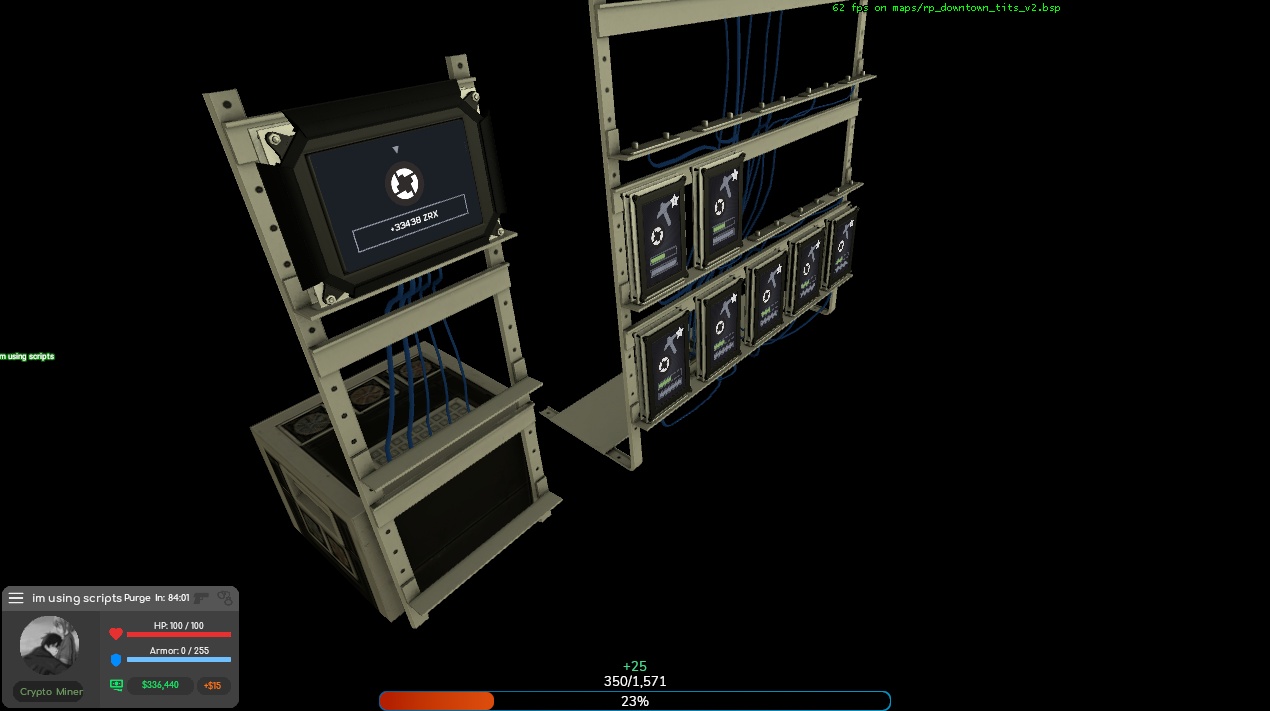 62 fps on maps/rp_downtown_tits_v2.bsp
+33438 ZRX
m using scripts
im using scripts Purge In: 84:01
HP: 100 / 100
Armor: 0 / 255
Crypto Miner
$336,440
+$15
+25
350/1,571
23%